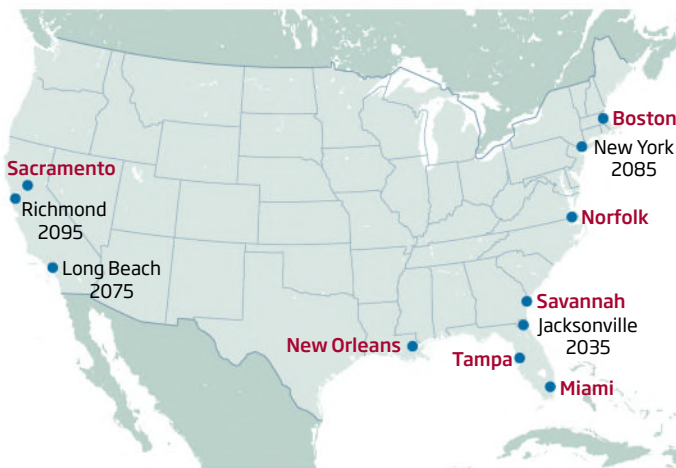 Boston
New York
2085
Sacramento
Richmond
2095
Norfolk
Long Beach
2075
Savannah
Jacksonville
2035
New Orleans
Tampa
Miami